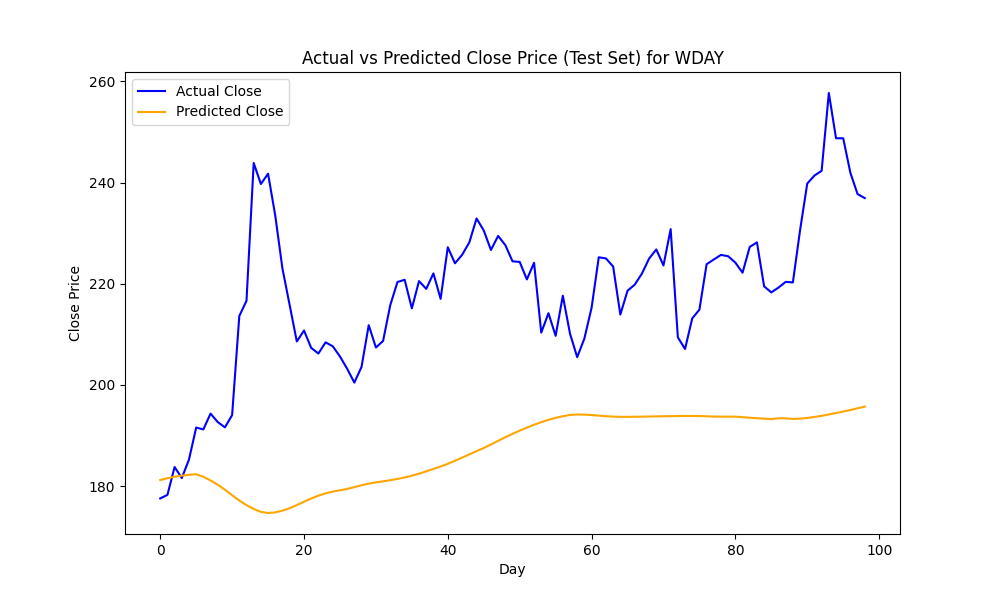 Actual vs Predicted Close Price (Test Set) for WDAY
Actual Close
Predicted Close
260
240
220
200
180
Close Price
0 20 40 60 80 100
Day